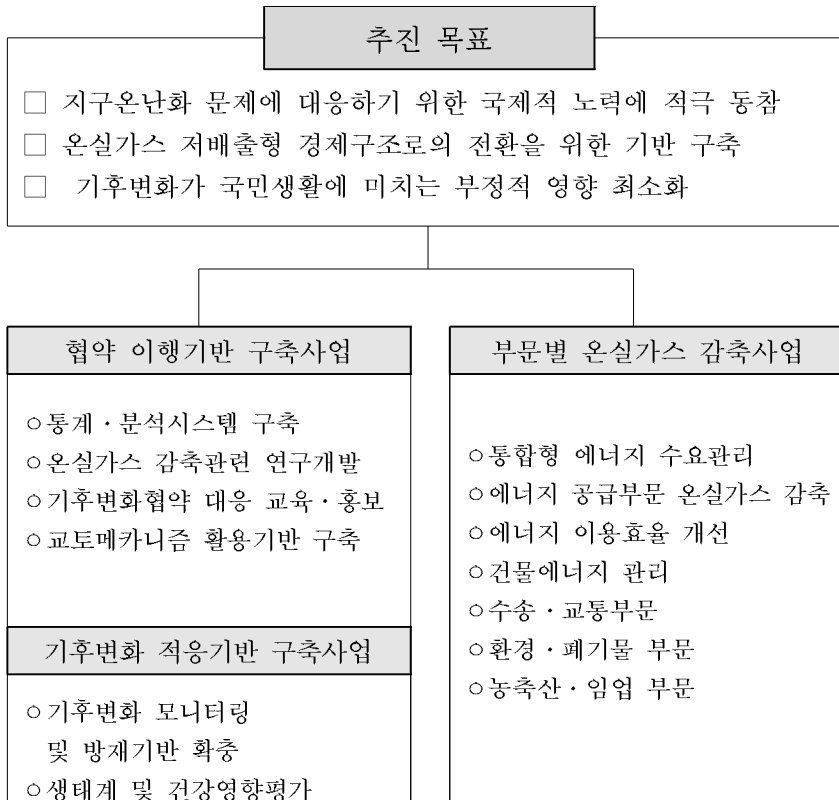 추진 목표
□ 지구온난화 문제에 대응하기 위한 국제적 노력에 적극 동참
□ 온실가스 저배출형 경제구조로의 전환을 위한 기반 구축
□ 기후변화가 국민생활에 미치는 부정적 영향 최소화
협약 이행기반 구축사업
○통계·분석시스템 구축
○온실가스 감축관련 연구개발
○기후변화협약 대응 교육·홍보
○교토메카니즘 활용기반 구축
기후변화 적응기반 구축사업
○기후변화 모니터링
및 방재기반 확충
○생태계 및 건강영향평가
부문별 온실가스 감축사업
○통합형 에너지 수요관리
○에너지 공급부문 온실가스 감축
○에너지 이용효율 개선
○건물에너지 관리
○수송·교통부문
○환경·폐기물 부문
○농축산·임업 부문